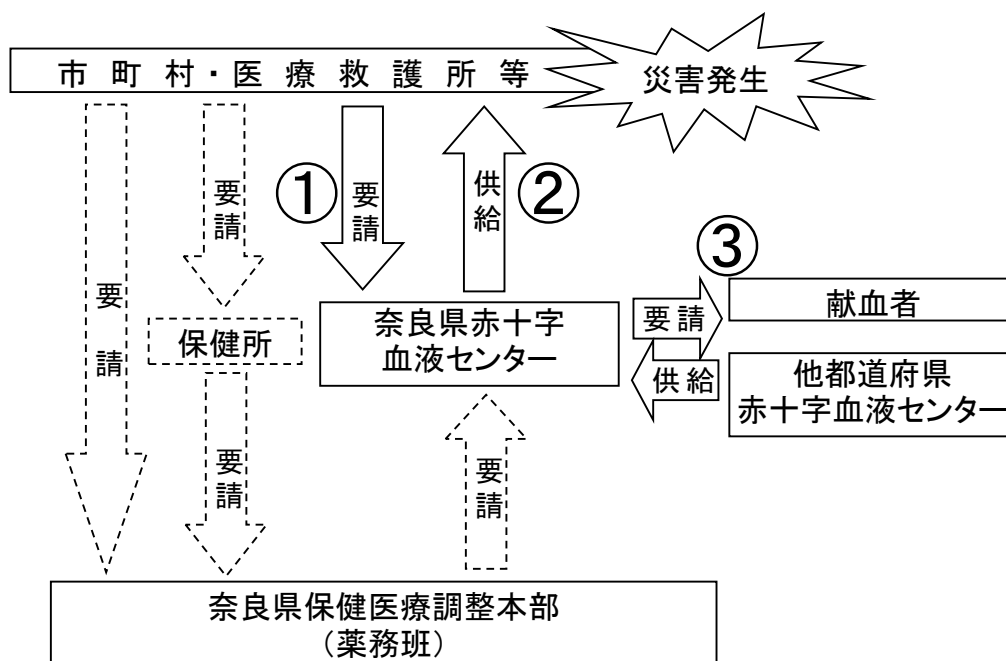 市町村・医療救護所等
災害発生
要請
要請
①
要請
供給
②
③
保健所
奈良県赤十字
血液センター
要請
供給
献血者
他都道府県
赤十字血液センター
要請
要請
奈良県保健医療調整本部
（薬務班）